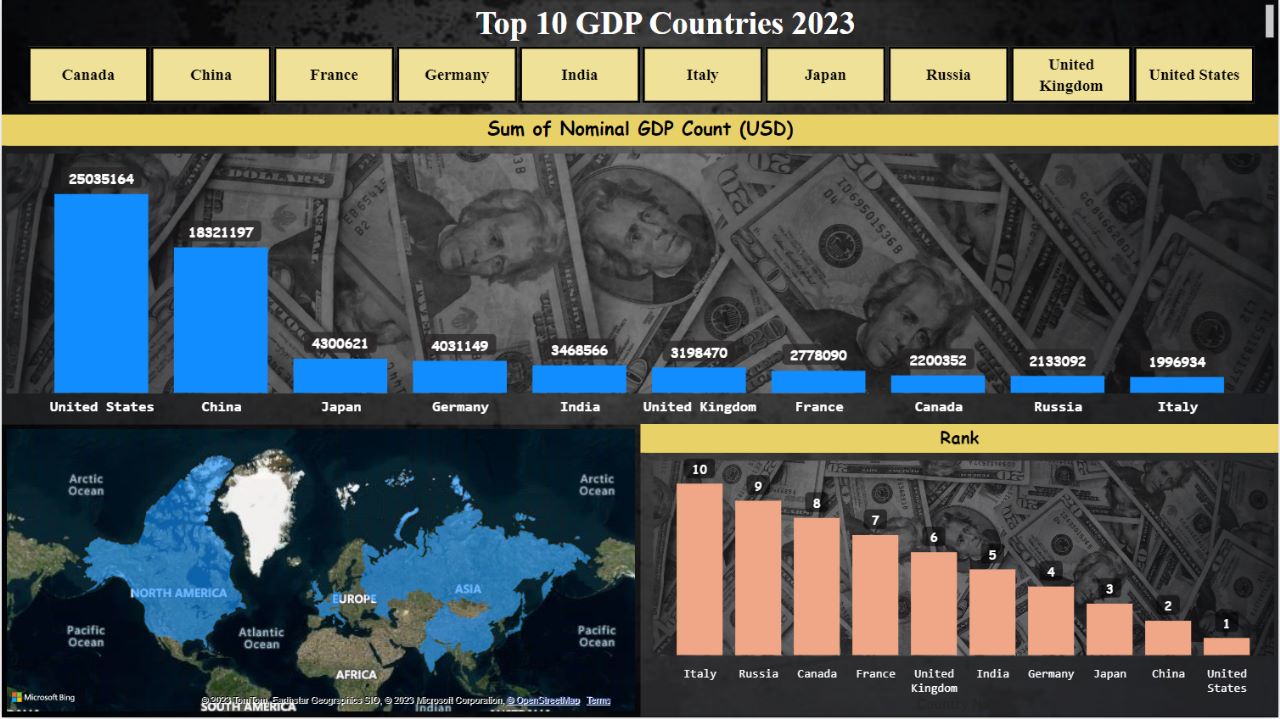 Top 10 GDP Countries 2023
Canada
China
France
Germany
India
Italy
Japan
Russia
United
Kingdom
United States
Sum of Nominal GDP Count (USD)
25035164
18321197
4300621
4031149
3468566
3198470
2778090
2200352
2133092
1996934
United States
China
Japan
Germany
India
United Kingdom
France
Canada
Russia
Italy
Arctic
Ocean
Arctic
Ocean
NORTH AMERICA
EUROPE
ASIA
Pacific
Ocean
Atlantic
Ocean
Pacific
Ocean
AFRICA
Microsoft Bing
© 2023 TomTom, Earthstar Geographics SIO, © 2023 Microsoft Corporation, © OpenStreetMap Terms
SOUTH AMERICA
Indian
Rank
10
9
8
7
6
5
4
3
2
1
Italy
Russia
Canada
France
United
Kingdom
India
Germany
Japan
China
United
States